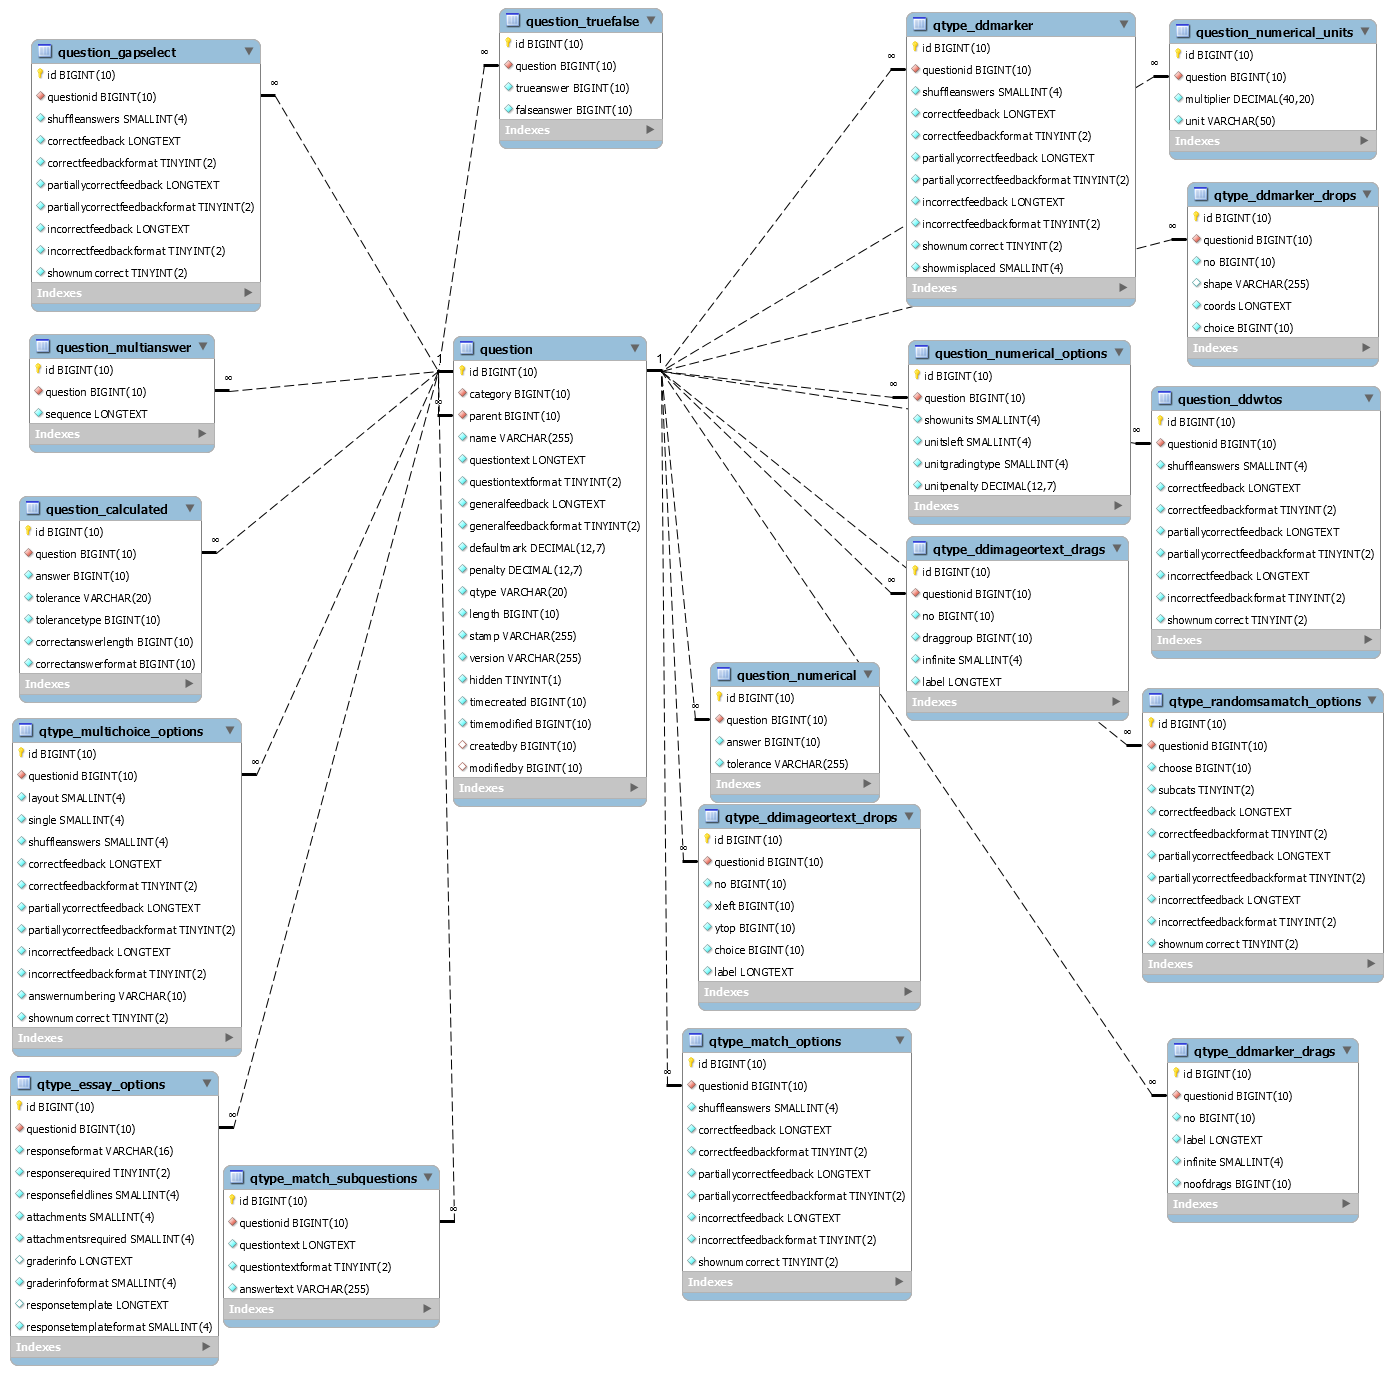 question_gapselect
id BIGINT(10)
questionid BIGINT(10)
shuffleanswers SMALLINT(4)
correctfeedback LONGTEXT
correctfeedbackformat TINYINT(2)
partiallycorrectfeedback LONGTEXT
partiallycorrectfeedbackformat TINYINT(2)
incorrectfeedback LONGTEXT
incorrectfeedbackformat TINYINT(2)
shownumcorrect TINYINT(2)
Indexes
∞
question_multianswer
id BIGINT(10)
question BIGINT(10)
sequence LONGTEXT
Indexes
∞
question_calculated
id BIGINT(10)
question BIGINT(10)
answer BIGINT(10)
tolerance VARCHAR(20)
tolerancetype BIGINT(10)
correctanswerlength BIGINT(10)
correctanswerformat BIGINT(10)
Indexes
∞
qtype_multichoice_options
id BIGINT(10)
questionid BIGINT(10)
layout SMALLINT(4)
single SMALLINT(4)
shuffleanswers SMALLINT(4)
correctfeedback LONGTEXT
correctfeedbackformat TINYINT(2)
partiallycorrectfeedback LONGTEXT
partiallycorrectfeedbackformat TINYINT(2)
incorrectfeedback LONGTEXT
incorrectfeedbackformat TINYINT(2)
answernumbering VARCHAR(10)
shownumcorrect TINYINT(2)
Indexes
∞
qtype_essay_options
id BIGINT(10)
questionid BIGINT(10)
responseformat VARCHAR(16)
responserequired TINYINT(2)
responsefieldlines SMALLINT(4)
attachments SMALLINT(4)
attachmentsrequired SMALLINT(4)
graderinfo LONGTEXT
graderinfoformat SMALLINT(4)
responsetemplate LONGTEXT
responsetemplateformat SMALLINT(4)
Indexes
∞
qtype_match_subquestions
id BIGINT(10)
questionid BIGINT(10)
questiontext LONGTEXT
questiontextformat TINYINT(2)
answertext VARCHAR(255)
Indexes
∞
question_truefalse
id BIGINT(10)
question BIGINT(10)
trueanswer BIGINT(10)
falseanswer BIGINT(10)
Indexes
∞
1
∞
question
id BIGINT(10)
category BIGINT(10)
parent BIGINT(10)
name VARCHAR(255)
questiontext LONGTEXT
questiontextformat TINYINT(2)
generalfeedback LONGTEXT
generalfeedbackformat TINYINT(2)
defaultmark DECIMAL(12,7)
penalty DECIMAL(12,7)
qtype VARCHAR(20)
length BIGINT(10)
stamp VARCHAR(255)
version VARCHAR(255)
hidden TINYINT(1)
timecreated BIGINT(10)
timemodified BIGINT(10)
createdby BIGINT(10)
modifiedby BIGINT(10)
Indexes
1
∞
question_numerical
id BIGINT(10)
question BIGINT(10)
answer BIGINT(10)
tolerance VARCHAR(255)
Indexes
∞
qtype_ddimageortext_drops
id BIGINT(10)
questionid BIGINT(10)
no BIGINT(10)
xleft BIGINT(10)
ytop BIGINT(10)
choice BIGINT(10)
label LONGTEXT
Indexes
∞
qtype_match_options
id BIGINT(10)
questionid BIGINT(10)
shuffleanswers SMALLINT(4)
correctfeedback LONGTEXT
correctfeedbackformat TINYINT(2)
partiallycorrectfeedback LONGTEXT
partiallycorrectfeedbackformat TINYINT(2)
incorrectfeedback LONGTEXT
incorrectfeedbackformat TINYINT(2)
shownumcorrect TINYINT(2)
Indexes
∞
qtype_ddmarker
id BIGINT(10)
questionid BIGINT(10)
shuffleanswers SMALLINT(4)
correctfeedback LONGTEXT
correctfeedbackformat TINYINT(2)
partiallycorrectfeedback LONGTEXT
partiallycorrectfeedbackformat TINYINT(2)
incorrectfeedback LONGTEXT
incorrectfeedbackformat TINYINT(2)
shownumcorrect TINYINT(2)
showmisplaced SMALLINT(4)
Indexes
∞
question_numerical_options
id BIGINT(10)
question BIGINT(10)
showunits SMALLINT(4)
unitsleft SMALLINT(4)
unitgradingtype SMALLINT(4)
unitpenalty DECIMAL(12,7)
Indexes
∞
qtype_ddimageortext_drags
id BIGINT(10)
questionid BIGINT(10)
no BIGINT(10)
draggroup BIGINT(10)
infinite SMALLINT(4)
label LONGTEXT
Indexes
∞
question_numerical_units
id BIGINT(10)
question BIGINT(10)
multiplier DECIMAL(40,20)
unit VARCHAR(50)
Indexes
∞
qtype_ddmarker_drops
id BIGINT(10)
questionid BIGINT(10)
no BIGINT(10)
shape VARCHAR(255)
coords LONGTEXT
choice BIGINT(10)
Indexes
∞
question_ddwtos
id BIGINT(10)
questionid BIGINT(10)
shuffleanswers SMALLINT(4)
correctfeedback LONGTEXT
correctfeedbackformat TINYINT(2)
partiallycorrectfeedback LONGTEXT
partiallycorrectfeedbackformat TINYINT(2)
incorrectfeedback LONGTEXT
incorrectfeedbackformat TINYINT(2)
shownumcorrect TINYINT(2)
Indexes
∞
qtype_randomsamatch_options
id BIGINT(10)
questionid BIGINT(10)
choose BIGINT(10)
subcats TINYINT(2)
correctfeedback LONGTEXT
correctfeedbackformat TINYINT(2)
partiallycorrectfeedback LONGTEXT
partiallycorrectfeedbackformat TINYINT(2)
incorrectfeedback LONGTEXT
incorrectfeedbackformat TINYINT(2)
shownumcorrect TINYINT(2)
Indexes
∞
qtype_ddmarker_drags
id BIGINT(10)
questionid BIGINT(10)
no BIGINT(10)
label LONGTEXT
infinite SMALLINT(4)
noofdrags BIGINT(10)
Indexes